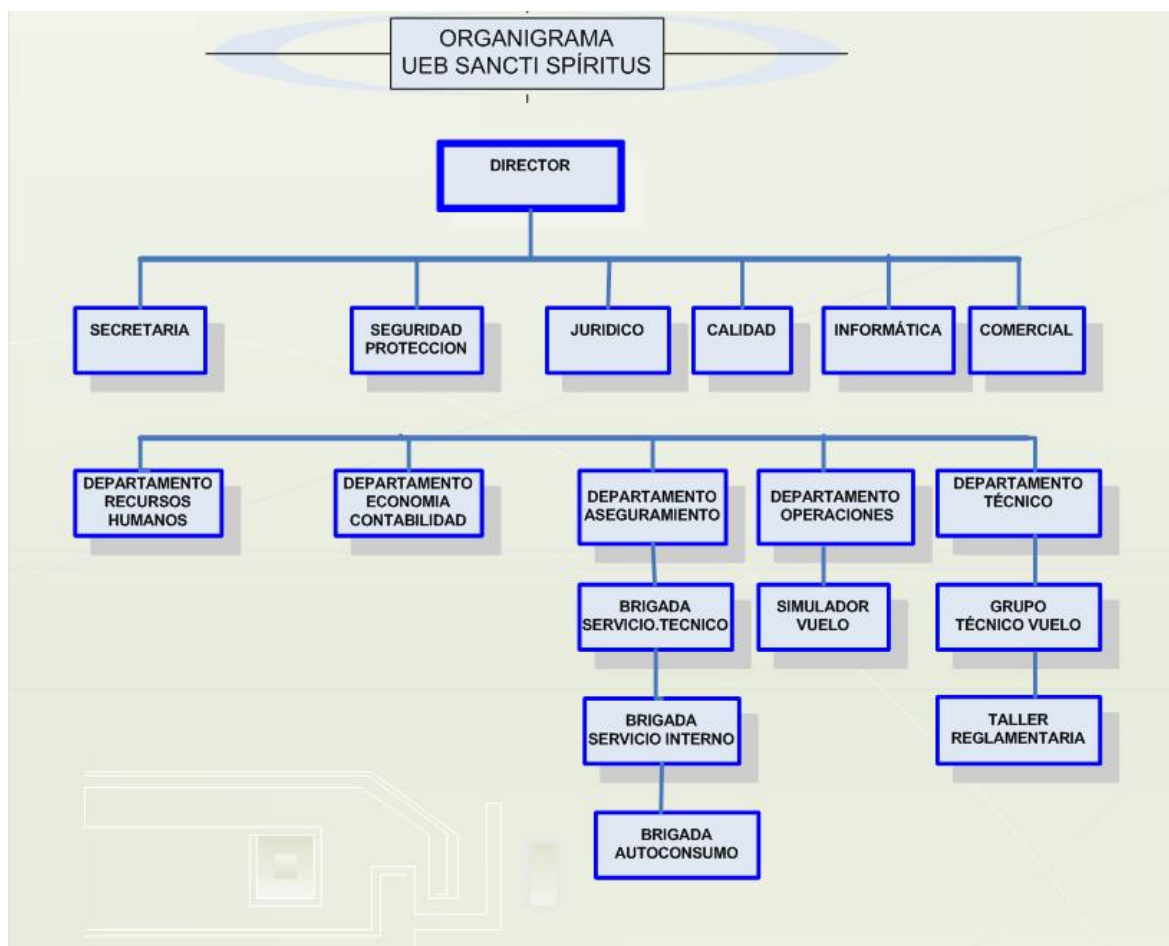 ORGANIGRAMA
UEB SANCTI SPÍRITUS
DIRECTOR
SECRETARIA
SEGURIDAD
PROTECCION
JURIDICO
CALIDAD
INFORMÁTICA
COMERCIAL
DEPARTAMENTO
RECURSOS
HUMANOS
DEPARTAMENTO
ECONOMIA
CONTABILIDAD
DEPARTAMENTO
ASEGURAMIENTO
DEPARTAMENTO
OPERACIONES
DEPARTAMENTO
TÉCNICO
BRIGADA
SERVICIO.TECNICO
SIMULADOR
VUELO
GRUPO
TÉCNICO VUELO
BRIGADA
SERVICIO INTERNO
TALLER
REGLAMENTARIA
BRIGADA
AUTOCONSUMO